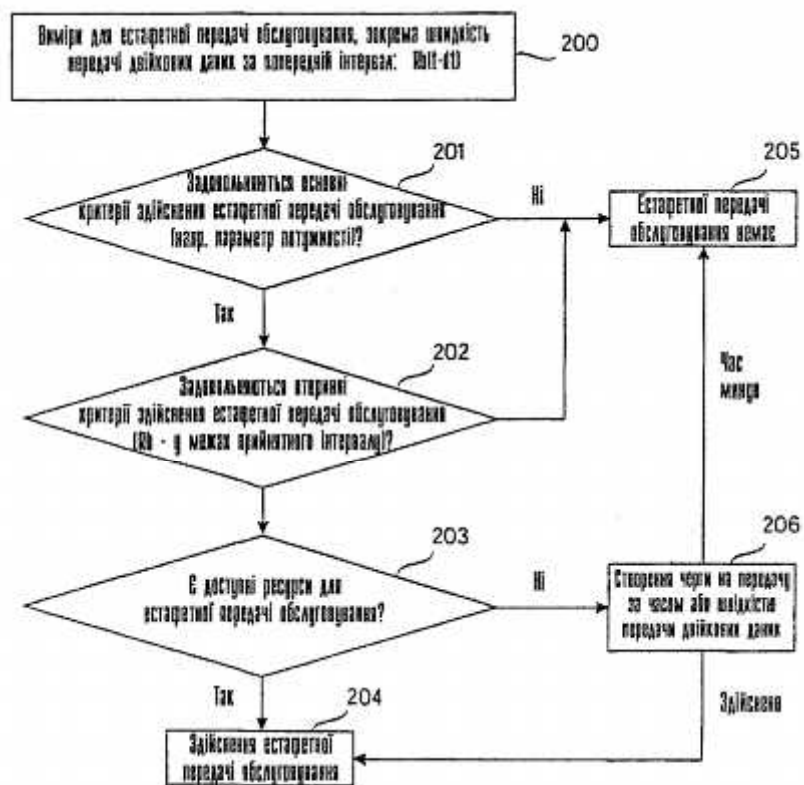 Виміри для естафетної передачі обслуговування, зокрема швидкість
передачі двійкових даних за попередній інтервал: Rb(t-dt)
200
201
Задовольняються основні
критерії здійснення естафетної передачі обслуговування
(напр. параметр потужності)?
Ні
205
Естафетної передачі
обслуговування немає
Так
202
Задовольняються вторинні
критерії здійснення естафетної передачі обслуговування
(Rb - у межах прийнятного інтервалу)?
Час
минув
203
Є доступні ресурси для
естафетної передачі обслуговування?
Ні
206
Створення черги на передачу
за часом або швидкістю
передачи двійкових даних
Так
204
Здійснено
Здійснення естафетної
передачі обслуговування